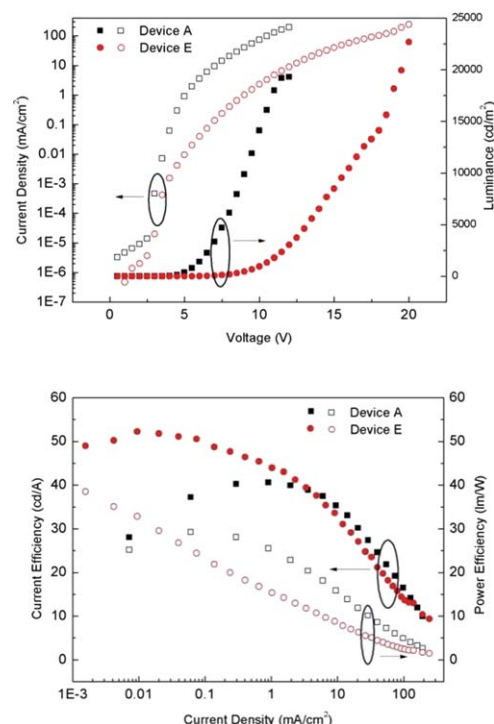 100
10
1
0.1
0.01
1E-3
1E-4
1E-5
1E-6
1E-7
Current Density (mA/cm²)
Device A
Device E
25000
20000
15000
10000
5000
0
Luminance (cd/m²)
0 5 10 15 20
Voltage (V)
60
50
40
30
20
10
0
Current Efficiency (cd/A)
Device A
Device E
60
50
40
30
20
10
0
Power Efficiency (lm/W)
1E-3 0.01 0.1 1 10 100
Current Density (mA/cm²)